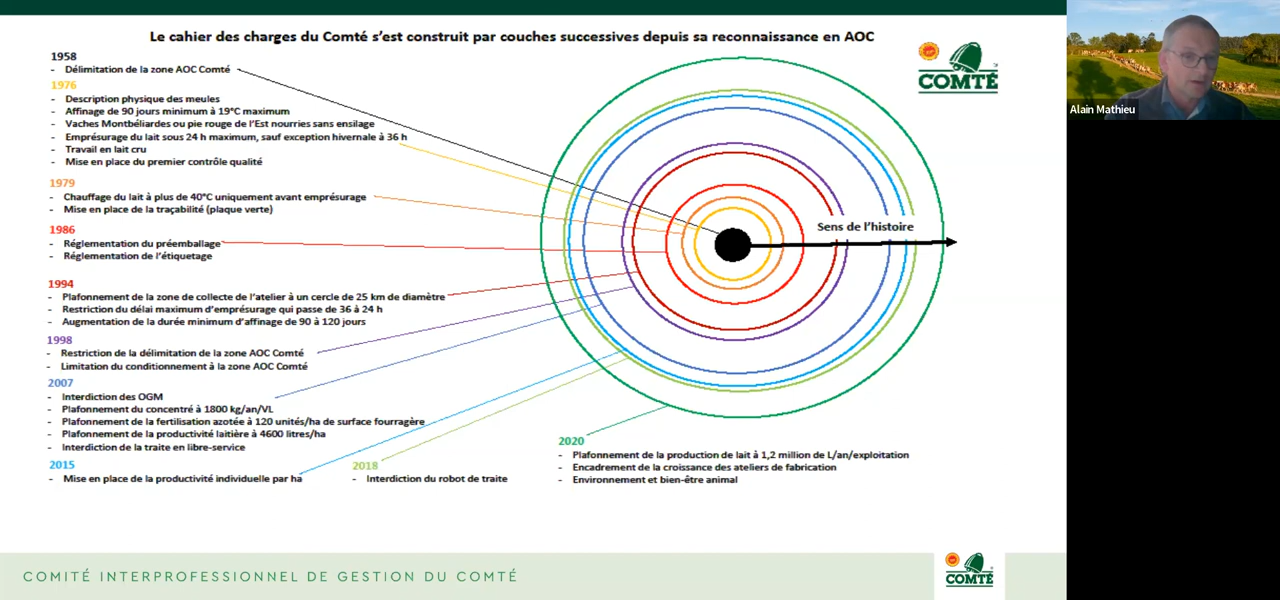 Le cahier des charges du Comté s'est construit par couches successives depuis sa reconnaissance en AOC
1958
- Délimitation de la zone AOC Comté
1976
- Description physique des meules
- Affinage de 90 jours minimum à 19°C maximum
- Vaches Montbéliardes ou pie rouge de l'Est nourries sans ensilage
- Emprésurage du lait sous 24 h maximum, sauf exception hivernale à 36 h
- Travail en lait cru
- Mise en place du premier contrôle qualité
1979
- Chauffage du lait à plus de 40°C uniquement avant emprésurage
- Mise en place de la traçabilité (plaque verte)
1986
- Réglementation du préemballage
- Réglementation de l'étiquetage
1994
- Plafonnement de la zone de collecte de l'atelier à un cercle de 25 km de diamètre
- Restriction du délai maximum d'emprésurage qui passe de 36 à 24 h
- Augmentation de la durée minimum d'affinage de 90 à 120 jours
1998
- Restriction de la délimitation de la zone AOC Comté
- Limitation du conditionnement à la zone AOC Comté
2007
- Interdiction des OGM
- Plafonnement du concentré à 1800 kg/an/VL
- Plafonnement de la fertilisation azotée à 120 unités/ha de surface fourragère
- Plafonnement de la productivité laitière à 4600 litres/ha
- Interdiction de la traite en libre-service
2015
- Mise en place de la productivité individuelle par ha
2018
- Interdiction du robot de traite
2020
- Plafonnement de la production de lait à 1,2 million de L/an/exploitation
- Encadrement de la croissance des ateliers de fabrication
- Environnement et bien-être animal
Sens de l'histoire
COMTÉ
Alain Mathieu
COMITÉ INTERPROFESSIONNEL DE GESTION DU COMTÉ
COMTÉ